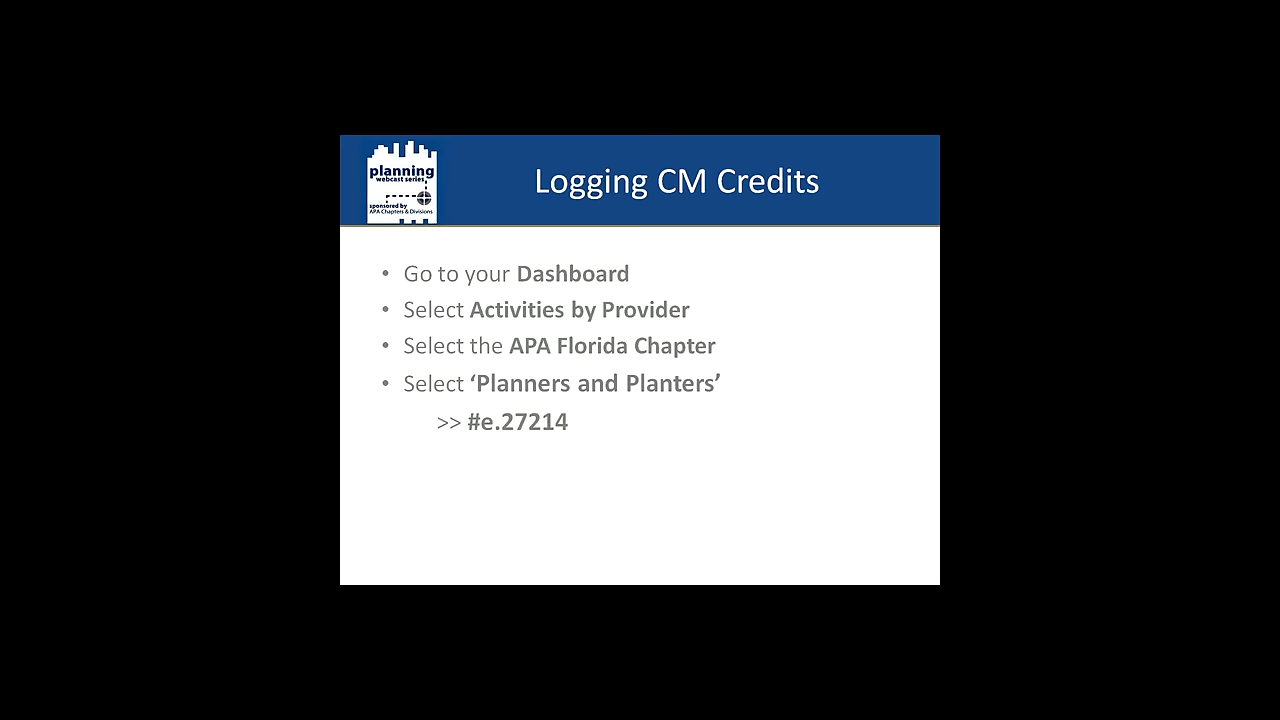 planning
webcast series
sponsored by
APA Chapters & Divisions
Logging CM Credits
• Go to your Dashboard
• Select Activities by Provider
• Select the APA Florida Chapter
• Select ‘Planners and Planters’
>> #e.27214